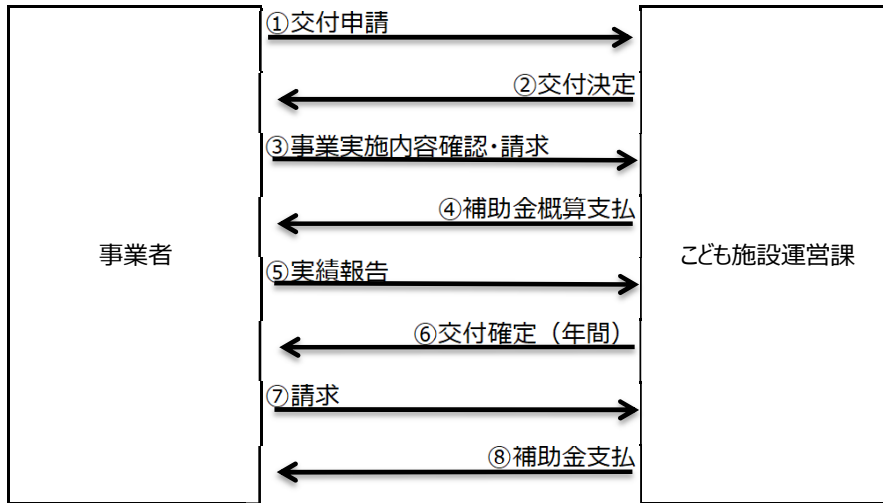 ①交付申請
②交付決定
③事業実施内容確認・請求
④補助金概算支払
事業者
こども施設運営課
⑤実績報告
⑥交付確定（年間）
⑦請求
⑧補助金支払